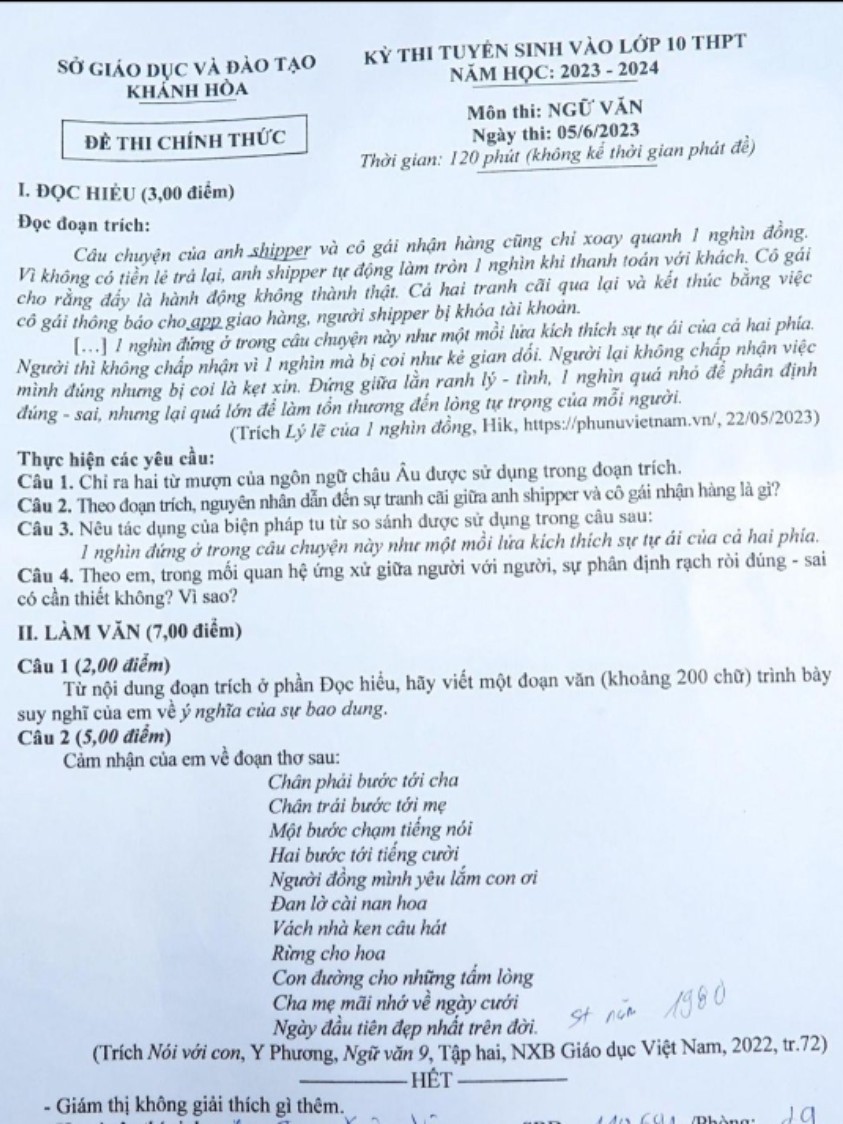 SỞ GIÁO DỤC VÀ ĐÀO TẠO
KHÁNH HÒA
ĐỀ THI CHÍNH THỨC
KỲ THI TUYỂN SINH VÀO LỚP 10 THPT
NĂM HỌC: 2023 - 2024
Môn thi: NGỮ VĂN
Ngày thi: 05/6/2023
Thời gian: 120 phút (không kể thời gian phát đề)
I. ĐỌC HIỂU (3,00 điểm)
Đọc đoạn trích:
Câu chuyện của anh shipper và cô gái nhận hàng cũng chỉ xoay quanh 1 nghìn đồng.
Vì không có tiền lẻ trả lại, anh shipper tự động làm tròn 1 nghìn khi thanh toán với khách. Cô gái
cho rằng đấy là hành động không thành thật. Cả hai tranh cãi qua lại và kết thúc bằng việc
cô gái thông báo cho app giao hàng, người shipper bị khóa tài khoản.
[...] 1 nghìn đứng ở trong câu chuyện này như một mồi lửa kích thích sự tự ái của cả hai phía.
Người thì không chấp nhận vì 1 nghìn mà bị coi như kẻ gian dối. Người lại không chấp nhận việc
mình đúng nhưng bị coi là kẹt xỉn. Đứng giữa lằn ranh lý - tình, 1 nghìn quá nhỏ để phân định
đúng - sai, nhưng lại quá lớn để làm tổn thương đến lòng tự trọng của mỗi người.
(Trích Lý lẽ của 1 nghìn đồng, Hik, https://phunuvietnam.vn/, 22/05/2023)
Thực hiện các yêu cầu:
Câu 1. Chỉ ra hai từ mượn của ngôn ngữ châu Âu được sử dụng trong đoạn trích.
Câu 2. Theo đoạn trích, nguyên nhân dẫn đến sự tranh cãi giữa anh shipper và cô gái nhận hàng là gì?
Câu 3. Nêu tác dụng của biện pháp tu từ so sánh được sử dụng trong câu sau:
1 nghìn đứng ở trong câu chuyện này như một mồi lửa kích thích sự tự ái của cả hai phía.
Câu 4. Theo em, trong mối quan hệ ứng xử giữa người với người, sự phân định rạch ròi đúng - sai
có cần thiết không? Vì sao?
II. LÀM VĂN (7,00 điểm)
Câu 1 (2,00 điểm)
Từ nội dung đoạn trích ở phần Đọc hiểu, hãy viết một đoạn văn (khoảng 200 chữ) trình bày
suy nghĩ của em về ý nghĩa của sự bao dung.
Câu 2 (5,00 điểm)
Cảm nhận của em về đoạn thơ sau:
Chân phải bước tới cha
Chân trái bước tới mẹ
Một bước chạm tiếng nói
Hai bước tới tiếng cười
Người đồng mình yêu lắm con ơi
Đan lờ cài nan hoa
Vách nhà ken câu hát
Rừng cho hoa
Con đường cho những tấm lòng
Cha mẹ mãi nhớ về ngày cưới
Ngày đầu tiên đẹp nhất trên đời.
st năm 1980
(Trích Nói với con, Y Phương, Ngữ văn 9, Tập hai, NXB Giáo dục Việt Nam, 2022, tr.72)
HẾT
- Giám thị không giải thích gì thêm.